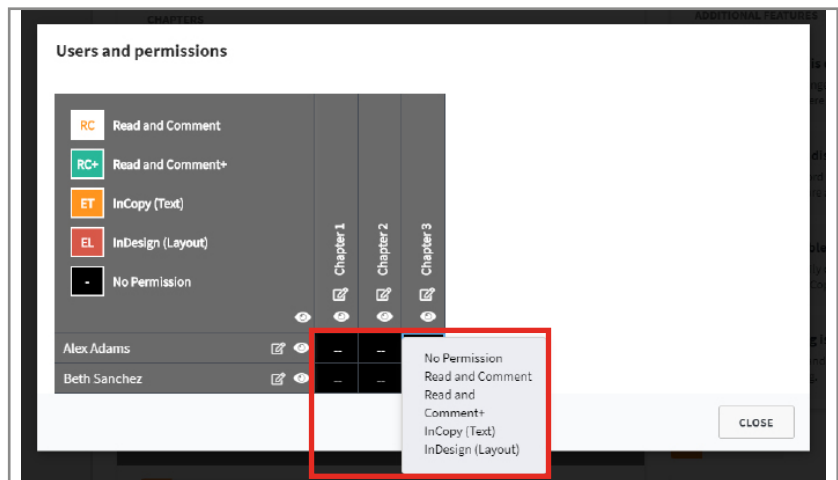 CHAPTERS
ADDITIONAL FEATURES
Users and permissions
RC Read and Comment
RC+ Read and Comment+
ET InCopy (Text)
EL InDesign (Layout)
- No Permission
Chapter 1
Chapter 2
Chapter 3
Alex Adams -- --
Beth Sanchez -- --
No Permission
Read and Comment
Read and
Comment+
InCopy (Text)
InDesign (Layout)
CLOSE